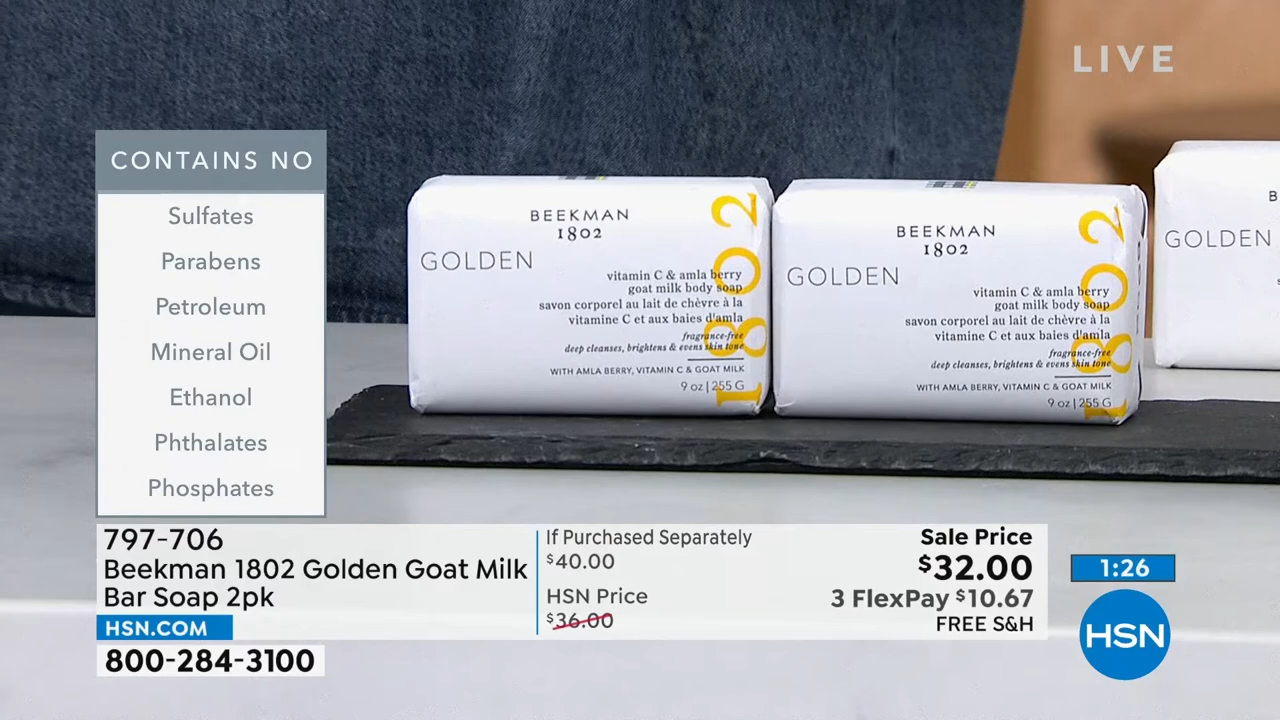 LIVE
CONTAINS NO
Sulfates
Parabens
Petroleum
Mineral Oil
Ethanol
Phthalates
Phosphates
BEEKMAN
1802
GOLDEN
vitamin C & amla berry
goat milk body soap
savon corporel au lait de chèvre à la
vitamine C et aux baies d'amla
fragrance-free
deep cleanses, brightens & evens skin tone
WITH AMLA BERRY, VITAMIN C & GOAT MILK
9 oz | 255 G
1802
BEEKMAN
1802
GOLDEN
vitamin C & amla berry
goat milk body soap
savon corporel au lait de chèvre à la
vitamine C et aux baies d'amla
fragrance-free
deep cleanses, brightens & evens skin tone
WITH AMLA BERRY, VITAMIN C & GOAT MILK
9 oz | 255 G
1802
B
GOLDEN
797-706
Beekman 1802 Golden Goat Milk
Bar Soap 2pk
HSN.COM
800-284-3100
If Purchased Separately
$40.00
HSN Price
$36.00
Sale Price
$32.00
3 FlexPay $10.67
FREE S&H
1:26
HSN